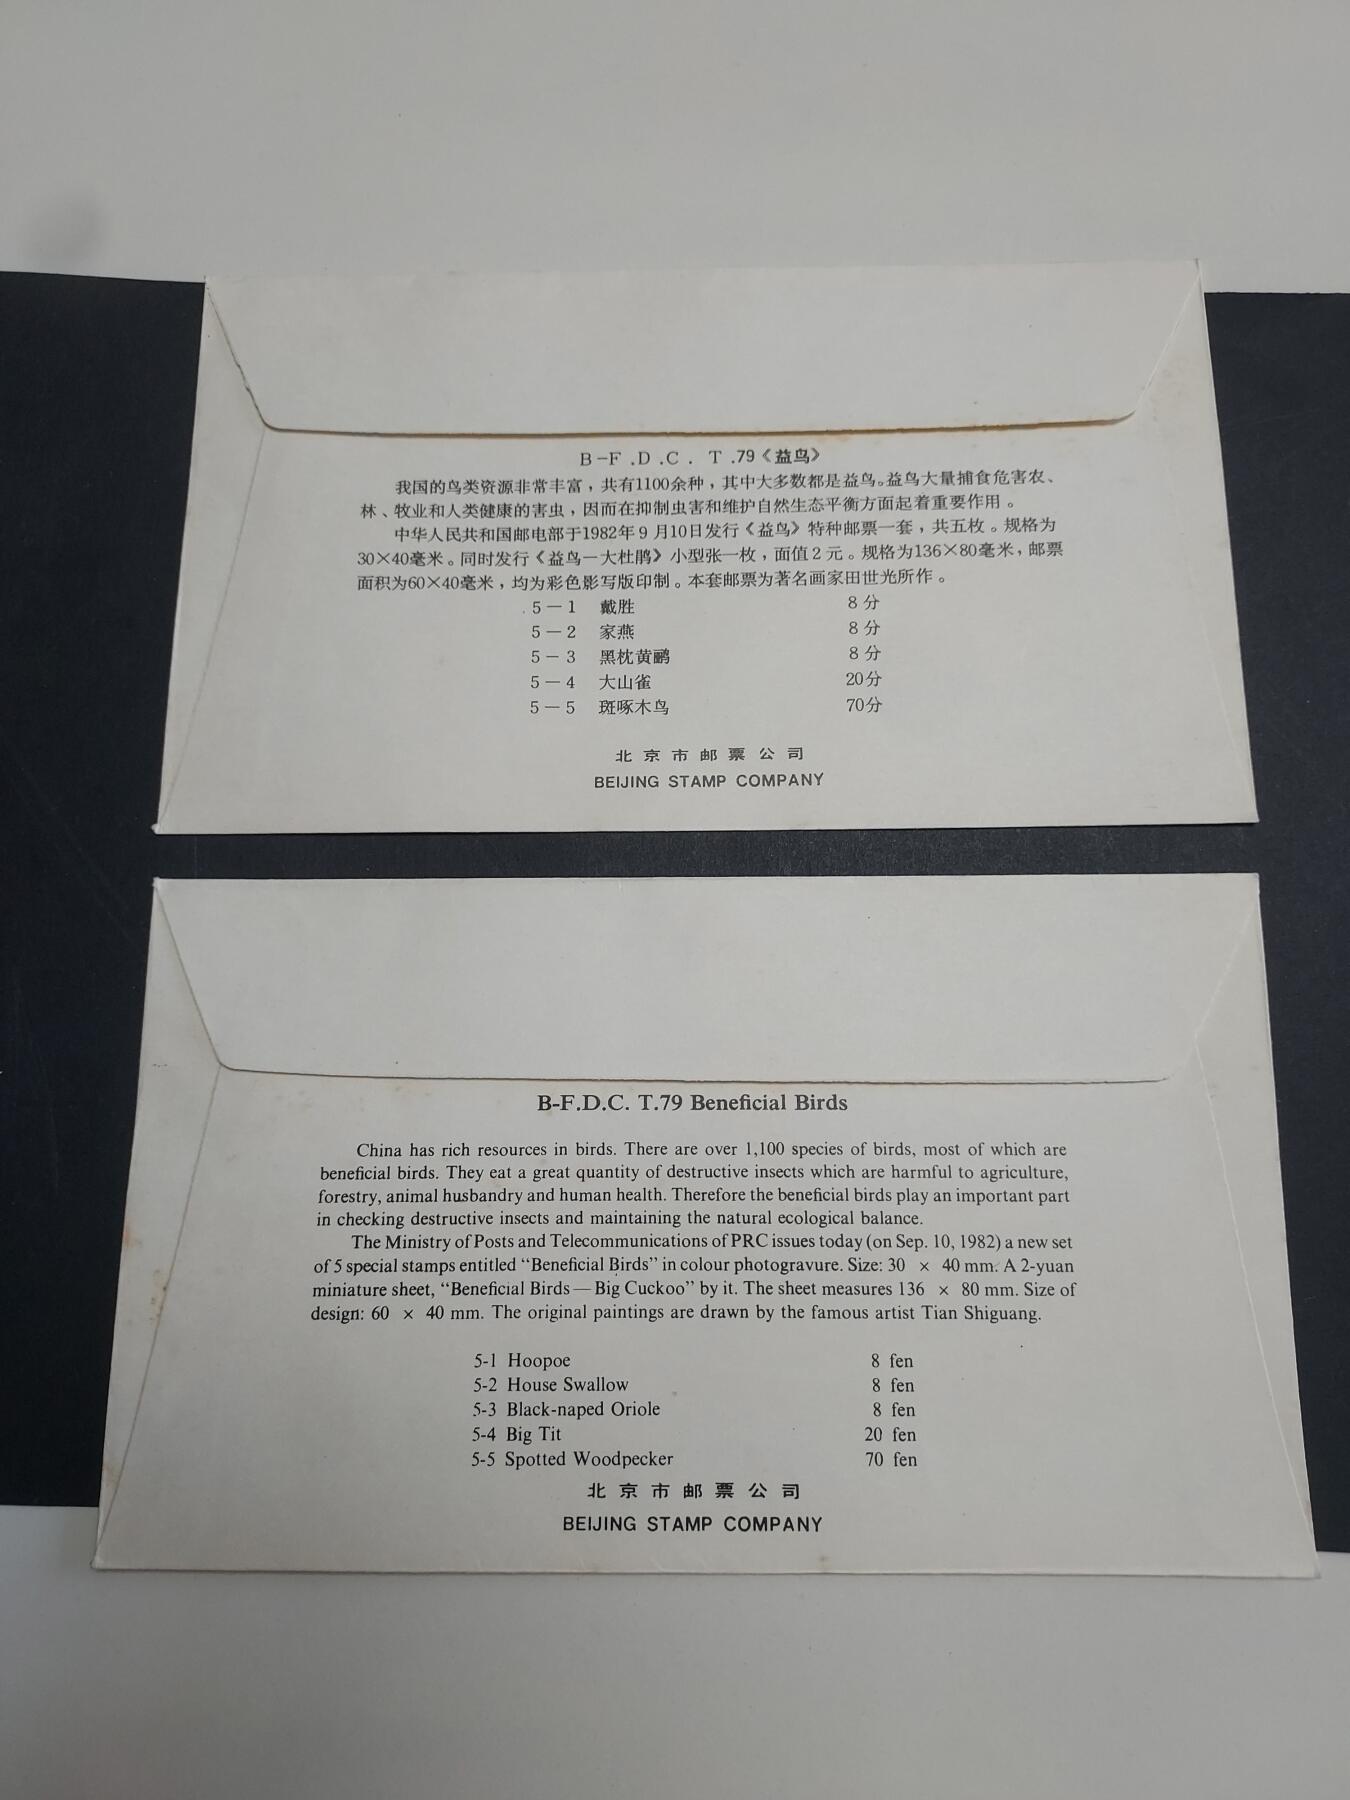 B-F.D.C. T.79《益鸟》
我国的鸟类资源非常丰富，共有1100余种，其中大多数都是益鸟。益鸟大量捕食危害农、
林、牧业和人类健康的害虫，因而在抑制虫害和维护自然生态平衡方面起着重要作用。
中华人民共和国邮电部于1982年9月10日发行《益鸟》特种邮票一套，共五枚。规格为
30×40毫米。同时发行《益鸟—大杜鹃》小型张一枚，面值2元。规格为136×80毫米，邮票
面积为60×40毫米，均为彩色影写版印制。本套邮票为著名画家田世光所作。
5—1 戴胜 8分
5—2 家燕 8分
5—3 黑枕黄鹂 8分
5—4 大山雀 20分
5—5 斑啄木鸟 70分
北京市邮票公司
BEIJING STAMP COMPANY
B-F.D.C. T.79 Beneficial Birds
China has rich resources in birds. There are over 1,100 species of birds, most of which are
beneficial birds. They eat a great quantity of destructive insects which are harmful to agriculture,
forestry, animal husbandry and human health. Therefore the beneficial birds play an important part
in checking destructive insects and maintaining the natural ecological balance.
The Ministry of Posts and Telecommunications of PRC issues today (on Sep. 10, 1982) a new set
of 5 special stamps entitled “Beneficial Birds” in colour photogravure. Size: 30 × 40 mm. A 2-yuan
miniature sheet, “Beneficial Birds — Big Cuckoo” by it. The sheet measures 136 × 80 mm. Size of
design: 60 × 40 mm. The original paintings are drawn by the famous artist Tian Shiguang.
5-1 Hoopoe 8 fen
5-2 House Swallow 8 fen
5-3 Black-naped Oriole 8 fen
5-4 Big Tit 20 fen
5-5 Spotted Woodpecker 70 fen
北京市邮票公司
BEIJING STAMP COMPANY